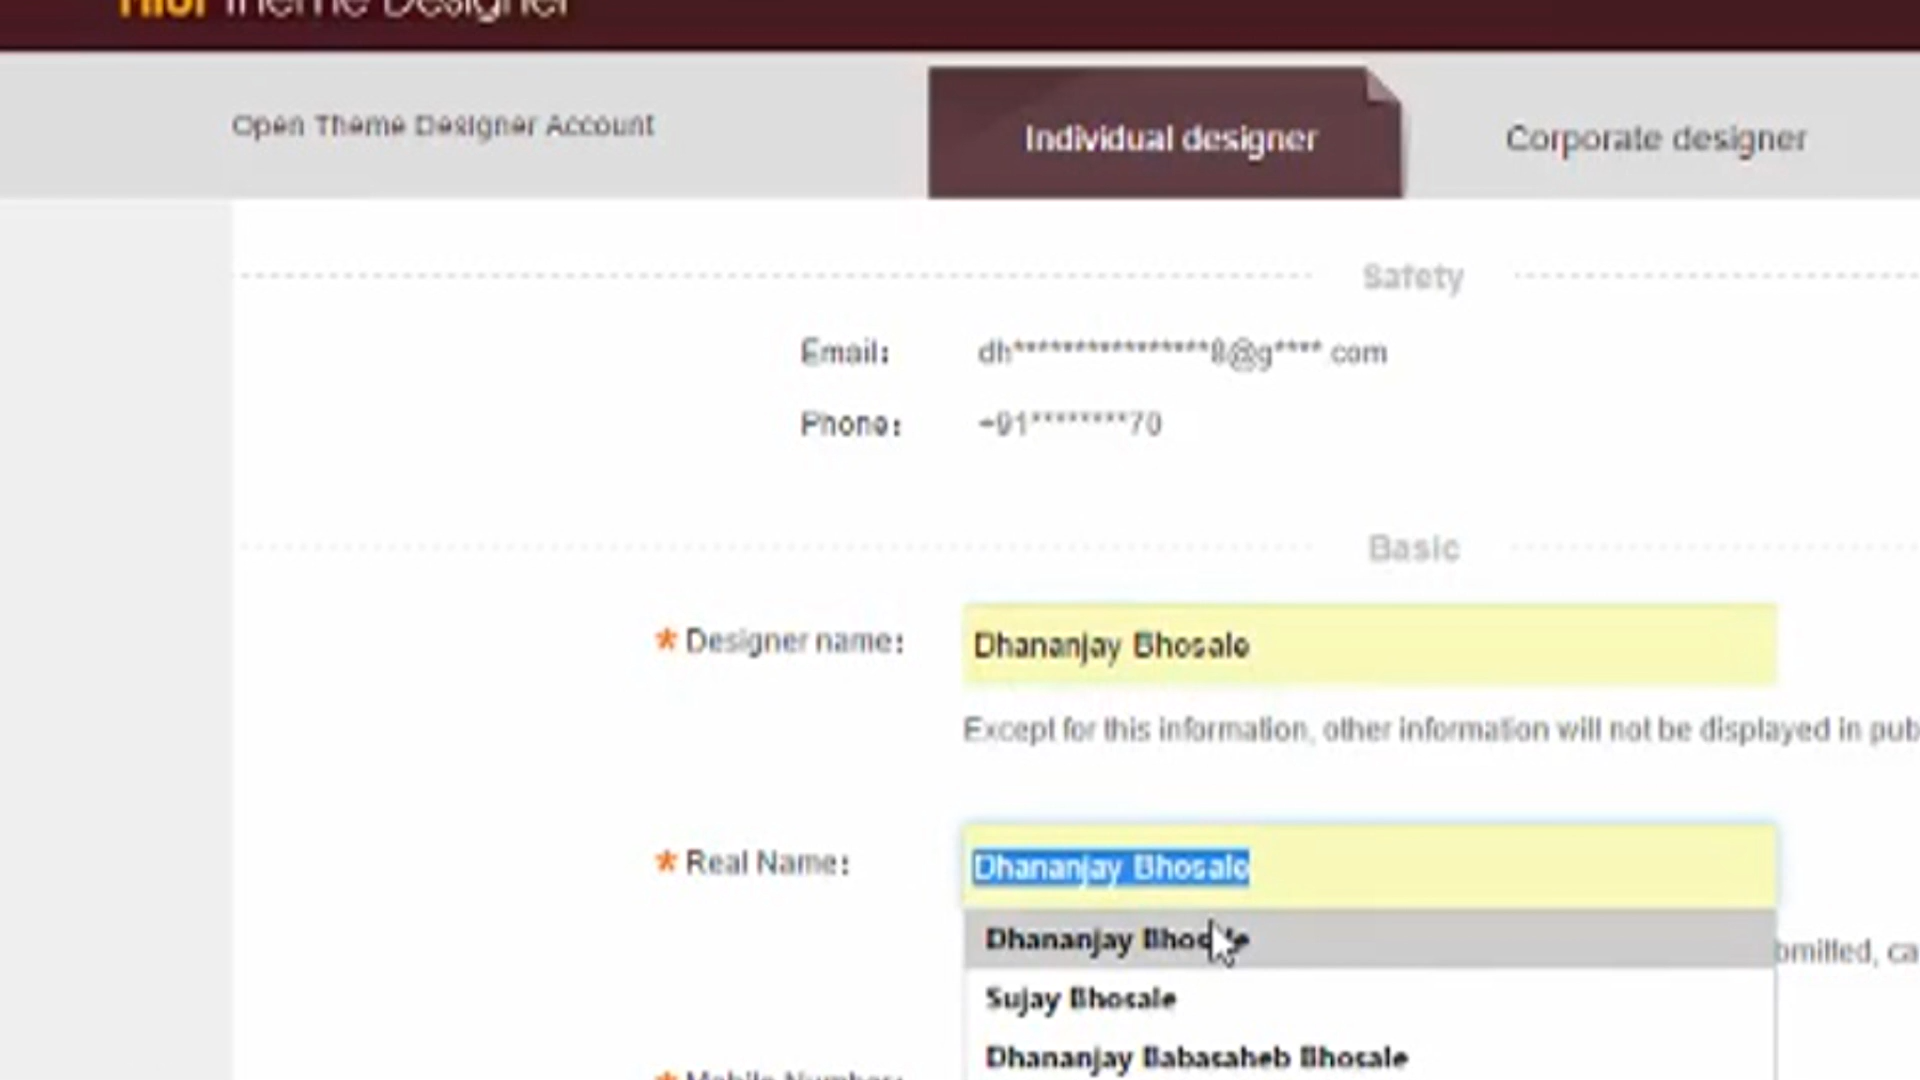 Theme Designer
Open Theme Designer Account
Individual designer
Corporate designer
Safety
Email: dh****************8@g****.com
Phone: +91********70
Basic
* Designer name: Dhananjay Bhosale
Except for this information, other information will not be displayed in pub
* Real Name: Dhananjay Bhosale
Dhananjay Bhosale
bmitted, ca
Sujay Bhosale
Dhananjay Babasaheb Bhosale
* Mobile Number: